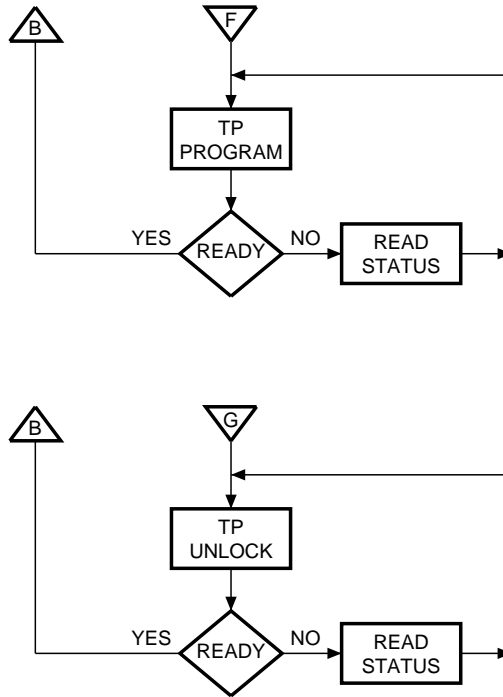 B
F
TP
PROGRAM
YES
READY
NO
READ
STATUS
B
G
TP
UNLOCK
YES
READY
NO
READ
STATUS